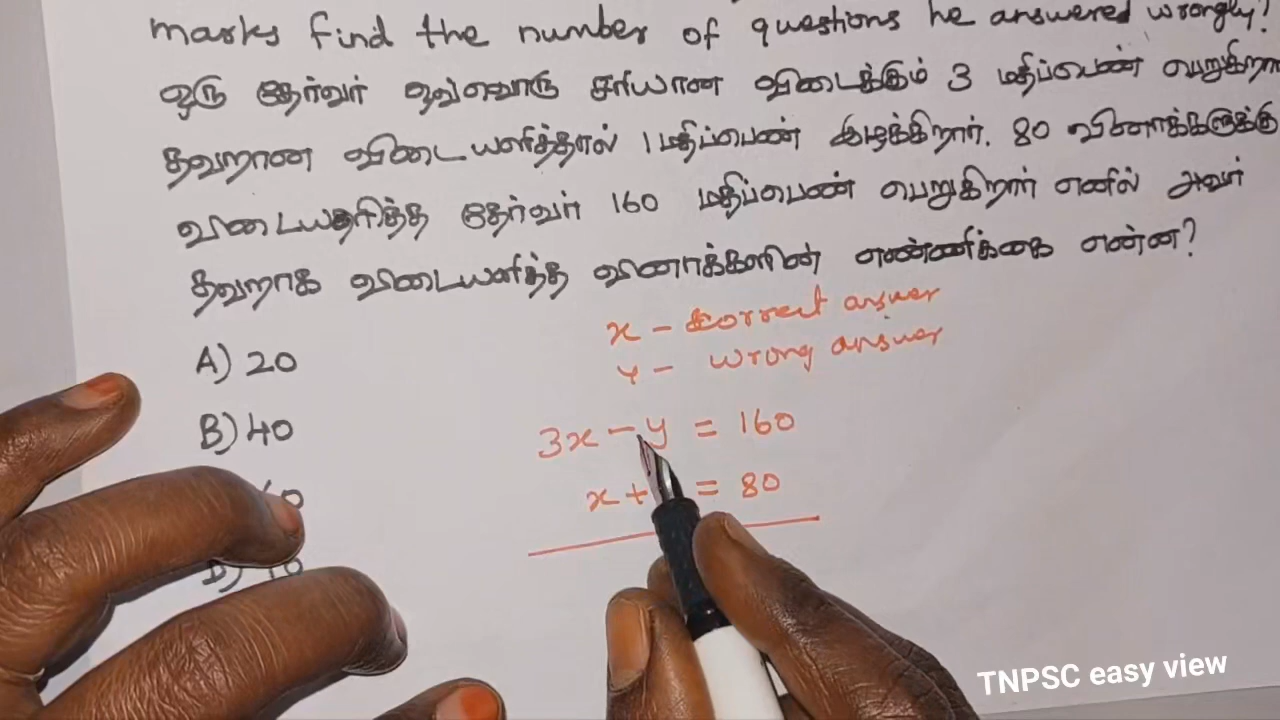 marks find the number of questions he answered wrongly?
ஒரு தேர்வர் ஒவ்வொரு சரியான விடைக்கும் 3 மதிப்பெண் பெறுகிறார்
தவறான விடையளித்தால் 1 மதிப்பெண் இழக்கிறார். 80 வினாக்களுக்கு
விடையளித்த தேர்வர் 160 மதிப்பெண் பெறுகிறார் எனில் அவர்
தவறாக விடையளித்த வினாக்களின் எண்ணிக்கை என்ன?
x - correct answer
y - wrong answer
A) 20
B) 40
3x - y = 160
x + = 80
TNPSC easy view